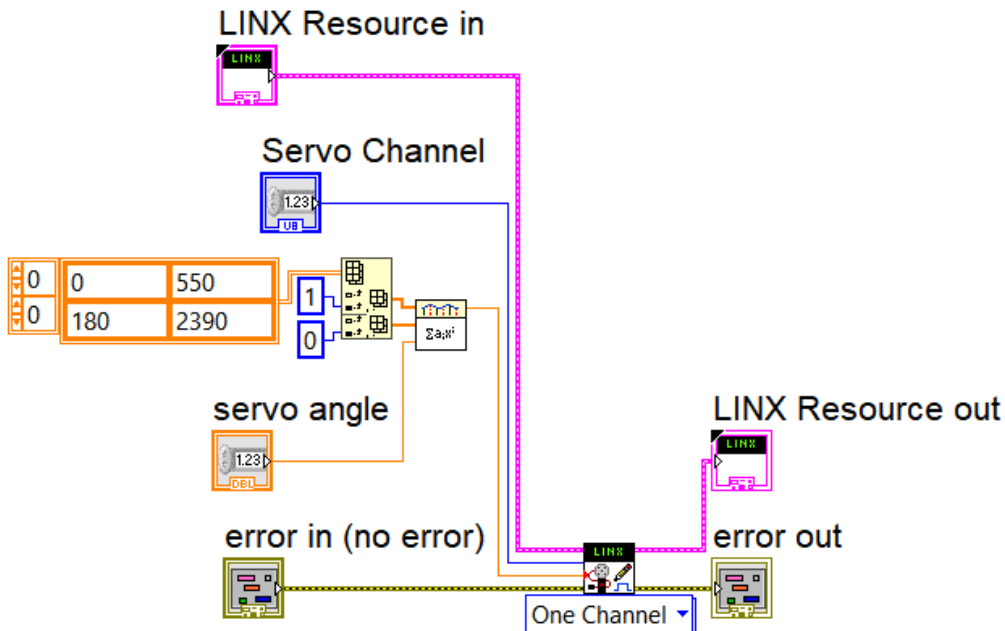 LINX Resource in
LINX
Servo Channel
1.23
U8
0 0 550
0 180 2390
1
0
Σaᵢxⁱ
servo angle
1.23
DBL
LINX Resource out
LINX
error in (no error)
error out
LINX
One Channel